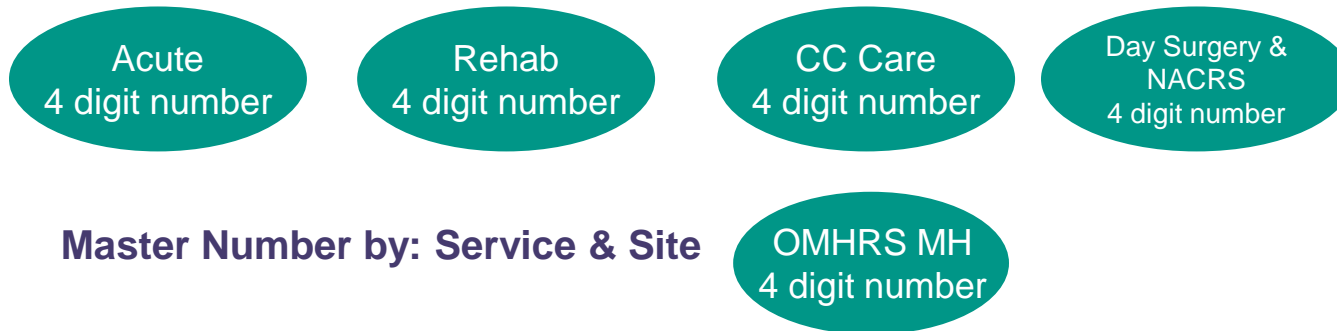 Acute
4 digit number
Rehab
4 digit number
CC Care
4 digit number
Day Surgery &
NACRS
4 digit number
Master Number by: Service & Site
OMHRS MH
4 digit number